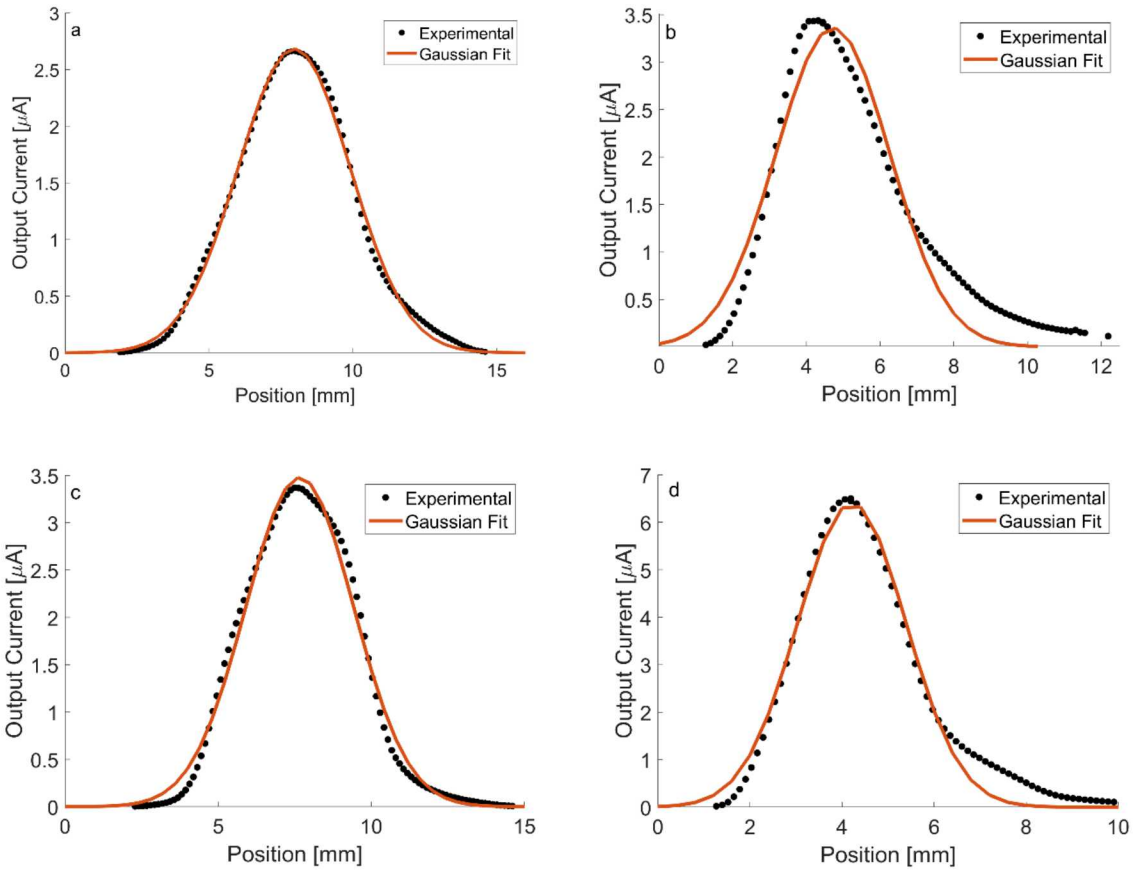 a
Experimental
Gaussian Fit
3
2.5
2
1.5
1
0.5
0
0 5 10 15
Position [mm]
Output Current [μA]
b
Experimental
Gaussian Fit
3.5
3
2.5
2
1.5
1
0.5
0 2 4 6 8 10 12
Position [mm]
Output Current [μA]
c
Experimental
Gaussian Fit
3.5
3
2.5
2
1.5
1
0.5
0
0 5 10 15
Position [mm]
Output Current [μA]
d
Experimental
Gaussian Fit
7
6
5
4
3
2
1
0
0 2 4 6 8 10
Position [mm]
Output Current [μA]